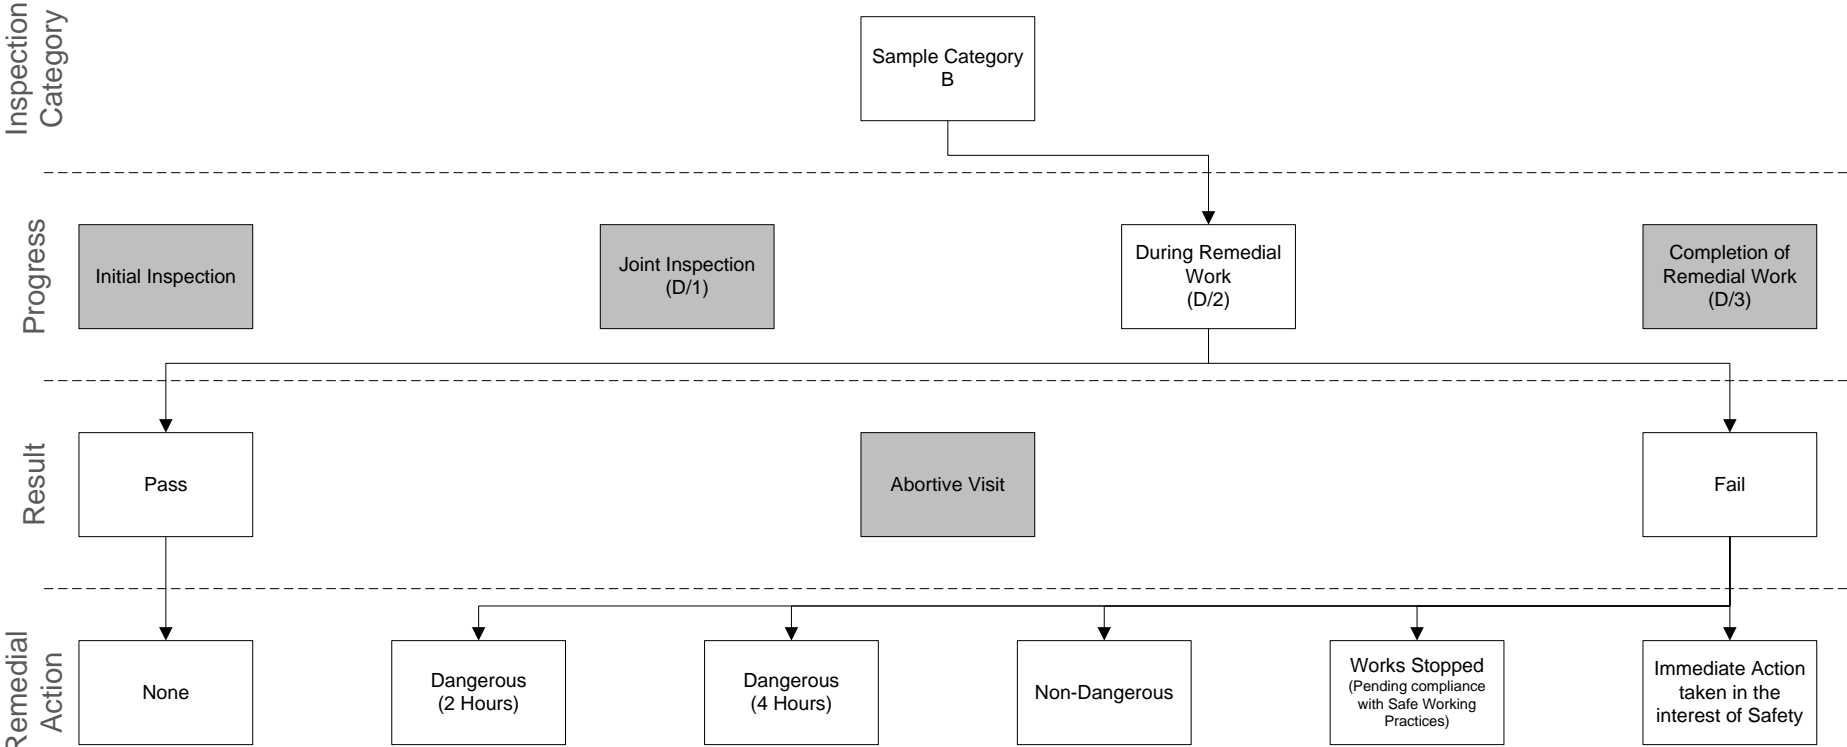 Inspection
Category
Sample Category
B
Progress
Initial Inspection
Joint Inspection
(D/1)
During Remedial
Work
(D/2)
Completion of
Remedial Work
(D/3)
Result
Pass
Abortive Visit
Fail
Remedial
Action
None
Dangerous
(2 Hours)
Dangerous
(4 Hours)
Non-Dangerous
Works Stopped
(Pending compliance
with Safe Working
Practices)
Immediate Action
taken in the
interest of Safety